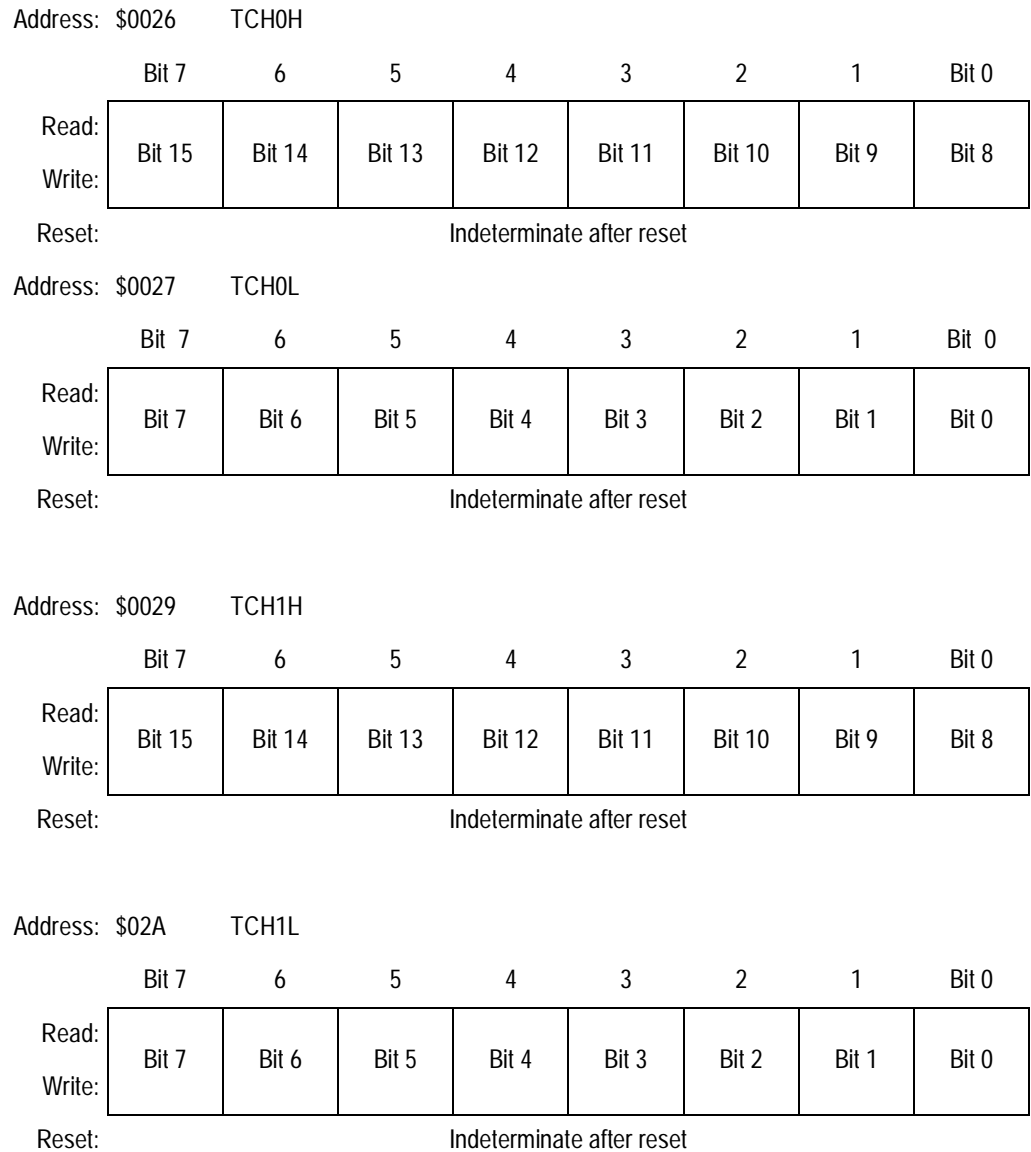 Address: $0026 TCH0H
Bit 7 6 5 4 3 2 1 Bit 0
Read:
Bit 15 Bit 14 Bit 13 Bit 12 Bit 11 Bit 10 Bit 9 Bit 8
Write:
Reset: Indeterminate after reset
Address: $0027 TCH0L
Bit 7 6 5 4 3 2 1 Bit 0
Read:
Bit 7 Bit 6 Bit 5 Bit 4 Bit 3 Bit 2 Bit 1 Bit 0
Write:
Reset: Indeterminate after reset
Address: $0029 TCH1H
Bit 7 6 5 4 3 2 1 Bit 0
Read:
Bit 15 Bit 14 Bit 13 Bit 12 Bit 11 Bit 10 Bit 9 Bit 8
Write:
Reset: Indeterminate after reset
Address: $02A TCH1L
Bit 7 6 5 4 3 2 1 Bit 0
Read:
Bit 7 Bit 6 Bit 5 Bit 4 Bit 3 Bit 2 Bit 1 Bit 0
Write:
Reset: Indeterminate after reset